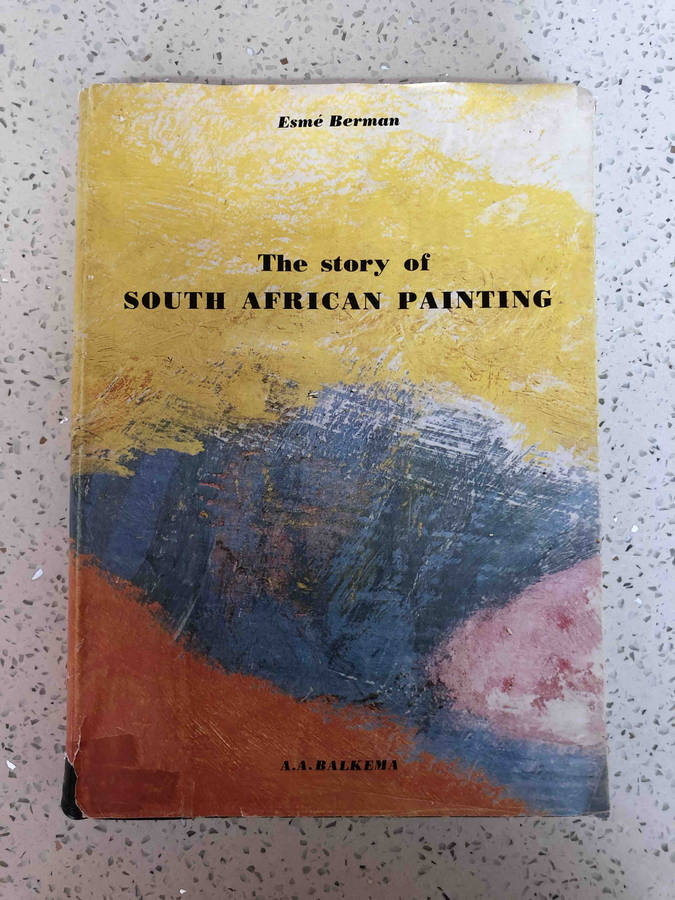 Esmé Berman
The story of
SOUTH AFRICAN PAINTING
A.A.BALKEMA